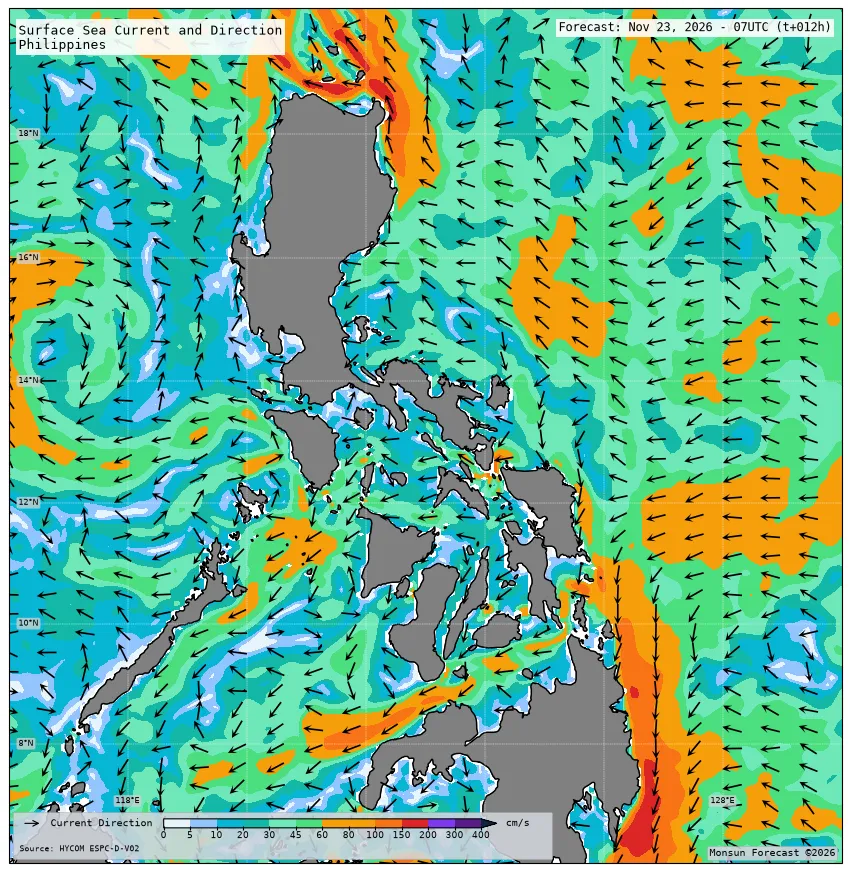 Surface Sea Current and Direction
Philippines
Forecast: Nov 23, 2026 - 07UTC (t+012h)
18°N
16°N
14°N
12°N
10°N
8°N
118°E
128°E
Current Direction
0 5 10 20 30 45 60 80 100 150 200 300 400
cm/s
Source: HYCOM ESPC-D-V02
Monsun Forecast ©2026